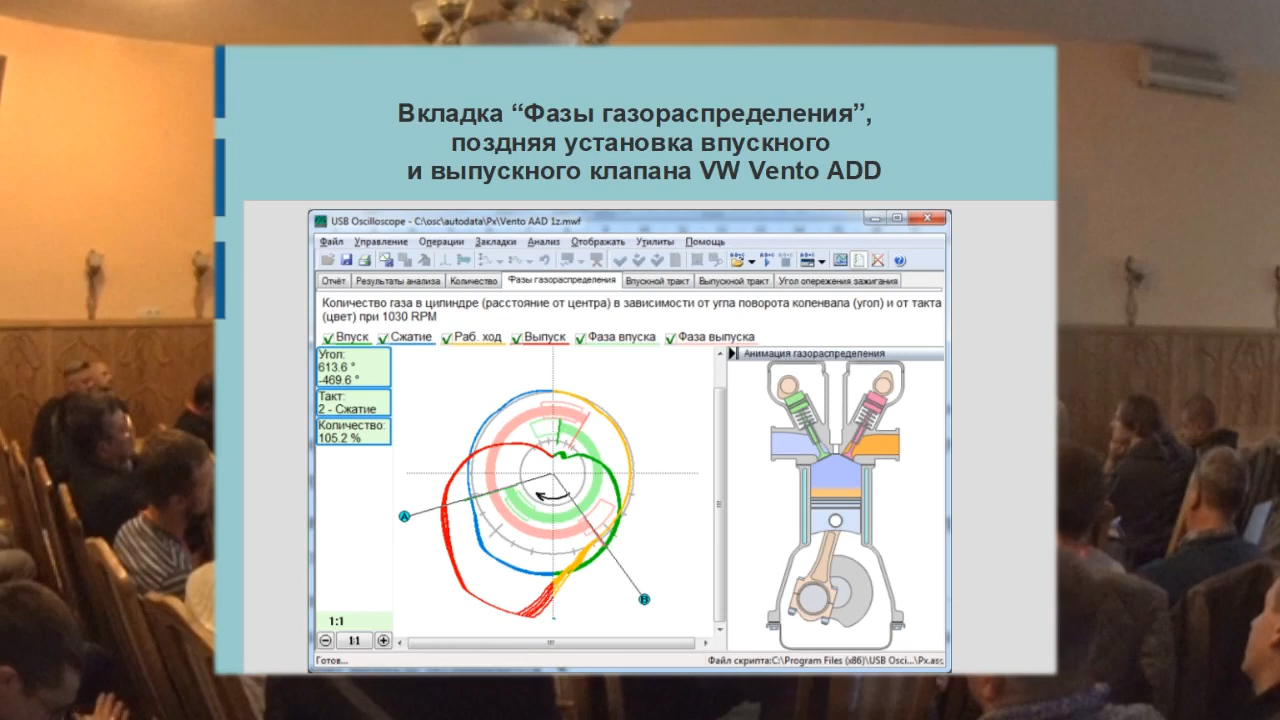 Вкладка “Фазы газораспределения”,
поздняя установка впускного
и выпускного клапана VW Vento ADD
USB Oscilloscope - C:\osc\autodata\Px\Vento AAD 1z.mwf
Файл Управление Операции Закладки Анализ Отображать Утилиты Помощь
Отчёт Результаты анализа Количество Фазы газораспределения Впускной тракт Выпускной тракт Угол опережения зажигания
Количество газа в цилиндре (расстояние от центра) в зависимости от угла поворота коленвала (угол) и от такта
(цвет) при 1030 RPM
Впуск Сжатие Раб. ход Выпуск Фаза впуска Фаза выпуска
Угол:
613.6 °
-469.6 °
Такт:
2 - Сжатие
Количество:
105.2 %
Анимация газораспределения
A
B
1:1
1:1
Готов...
Файл скрипта:C:\Program Files (x86)\USB Osci...\Px.as